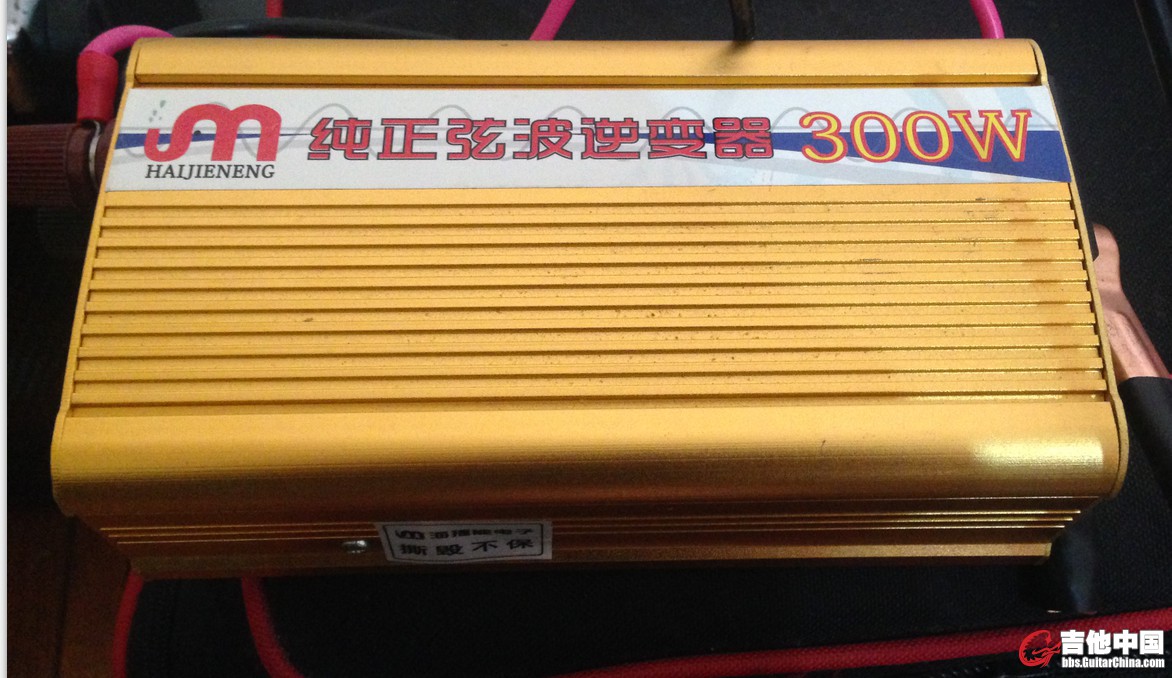 纯正弦波逆变器 300W
HAIJIENENG
撕毁不保
吉他中国
bbs.GuitarChina.com